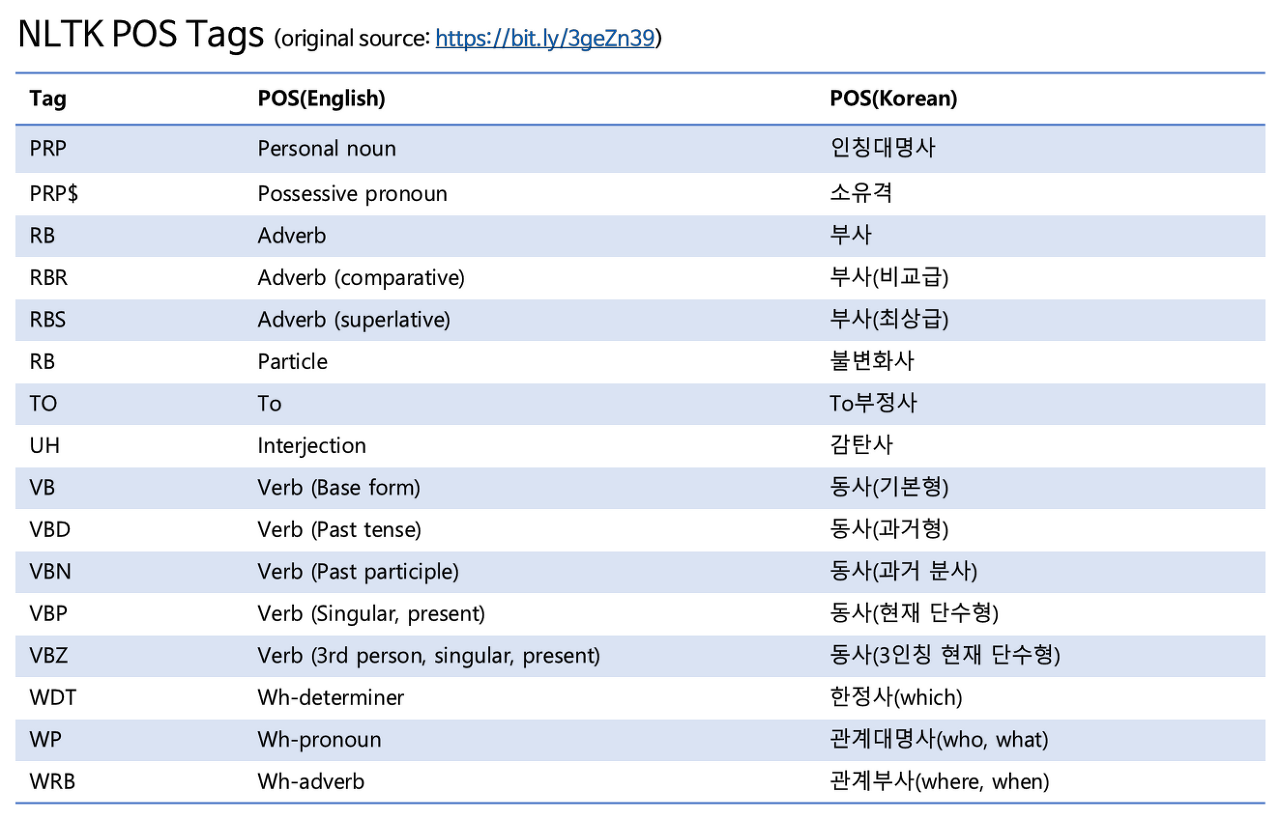 NLTK POS Tags (original source: https://bit.ly/3geZn39)
Tag POS(English) POS(Korean)
PRP Personal noun 인칭대명사
PRP$ Possessive pronoun 소유격
RB Adverb 부사
RBR Adverb (comparative) 부사(비교급)
RBS Adverb (superlative) 부사(최상급)
RB Particle 불변화사
TO To To부정사
UH Interjection 감탄사
VB Verb (Base form) 동사(기본형)
VBD Verb (Past tense) 동사(과거형)
VBN Verb (Past participle) 동사(과거 분사)
VBP Verb (Singular, present) 동사(현재 단수형)
VBZ Verb (3rd person, singular, present) 동사(3인칭 현재 단수형)
WDT Wh-determiner 한정사(which)
WP Wh-pronoun 관계대명사(who, what)
WRB Wh-adverb 관계부사(where, when)